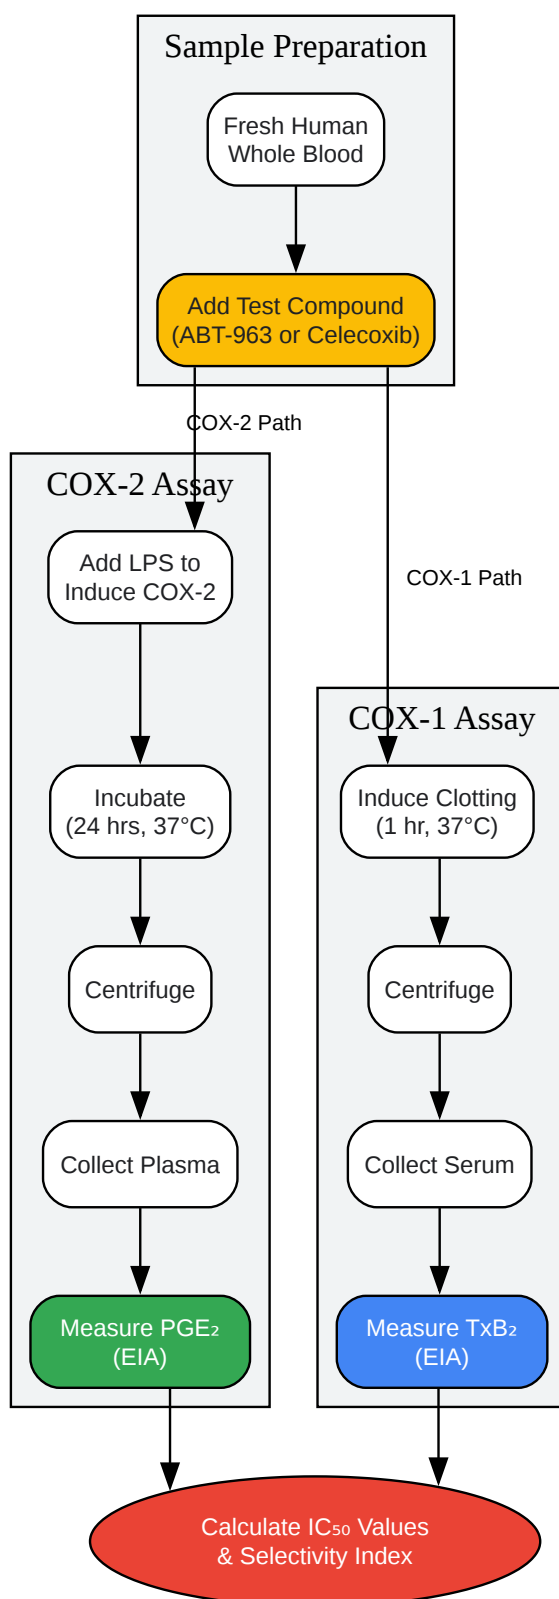 Sample Preparation
Fresh Human
Whole Blood
Add Test Compound
(ABT-963 or Celecoxib)
COX-2 Path
COX-2 Assay
Add LPS to
Induce COX-2
Incubate
(24 hrs, 37°C)
Centrifuge
Collect Plasma
Measure PGE₂
(EIA)
COX-1 Path
COX-1 Assay
Induce Clotting
(1 hr, 37°C)
Centrifuge
Collect Serum
Measure TxB₂
(EIA)
Calculate IC₅₀ Values
& Selectivity Index